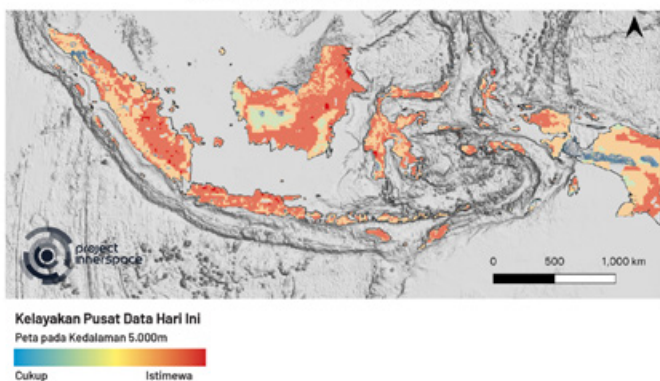 project
innerspace
0 500 1,000 km
Kelayakan Pusat Data Hari Ini
Peta pada Kedalaman 5.000m
Cukup Istimewa